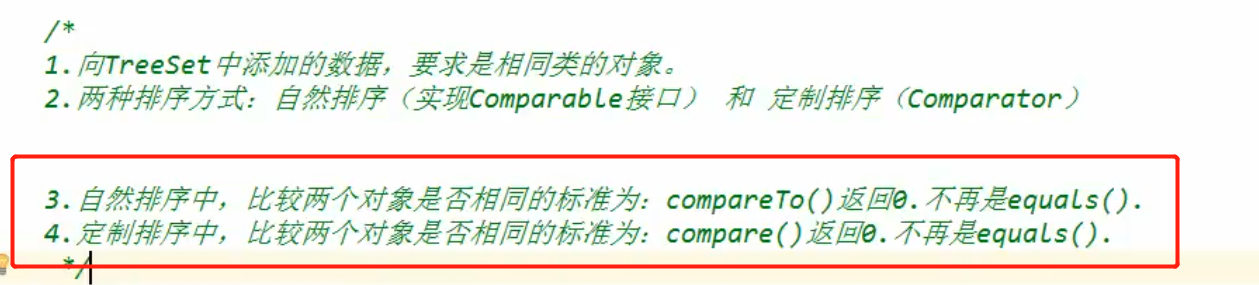 /*
1.向TreeSet中添加的数据，要求是相同类的对象。
2.两种排序方式：自然排序（实现Comparable接口） 和 定制排序（Comparator）
3.自然排序中，比较两个对象是否相同的标准为：compareTo()返回0.不再是equals().
4.定制排序中，比较两个对象是否相同的标准为：compare()返回0.不再是equals().
*/